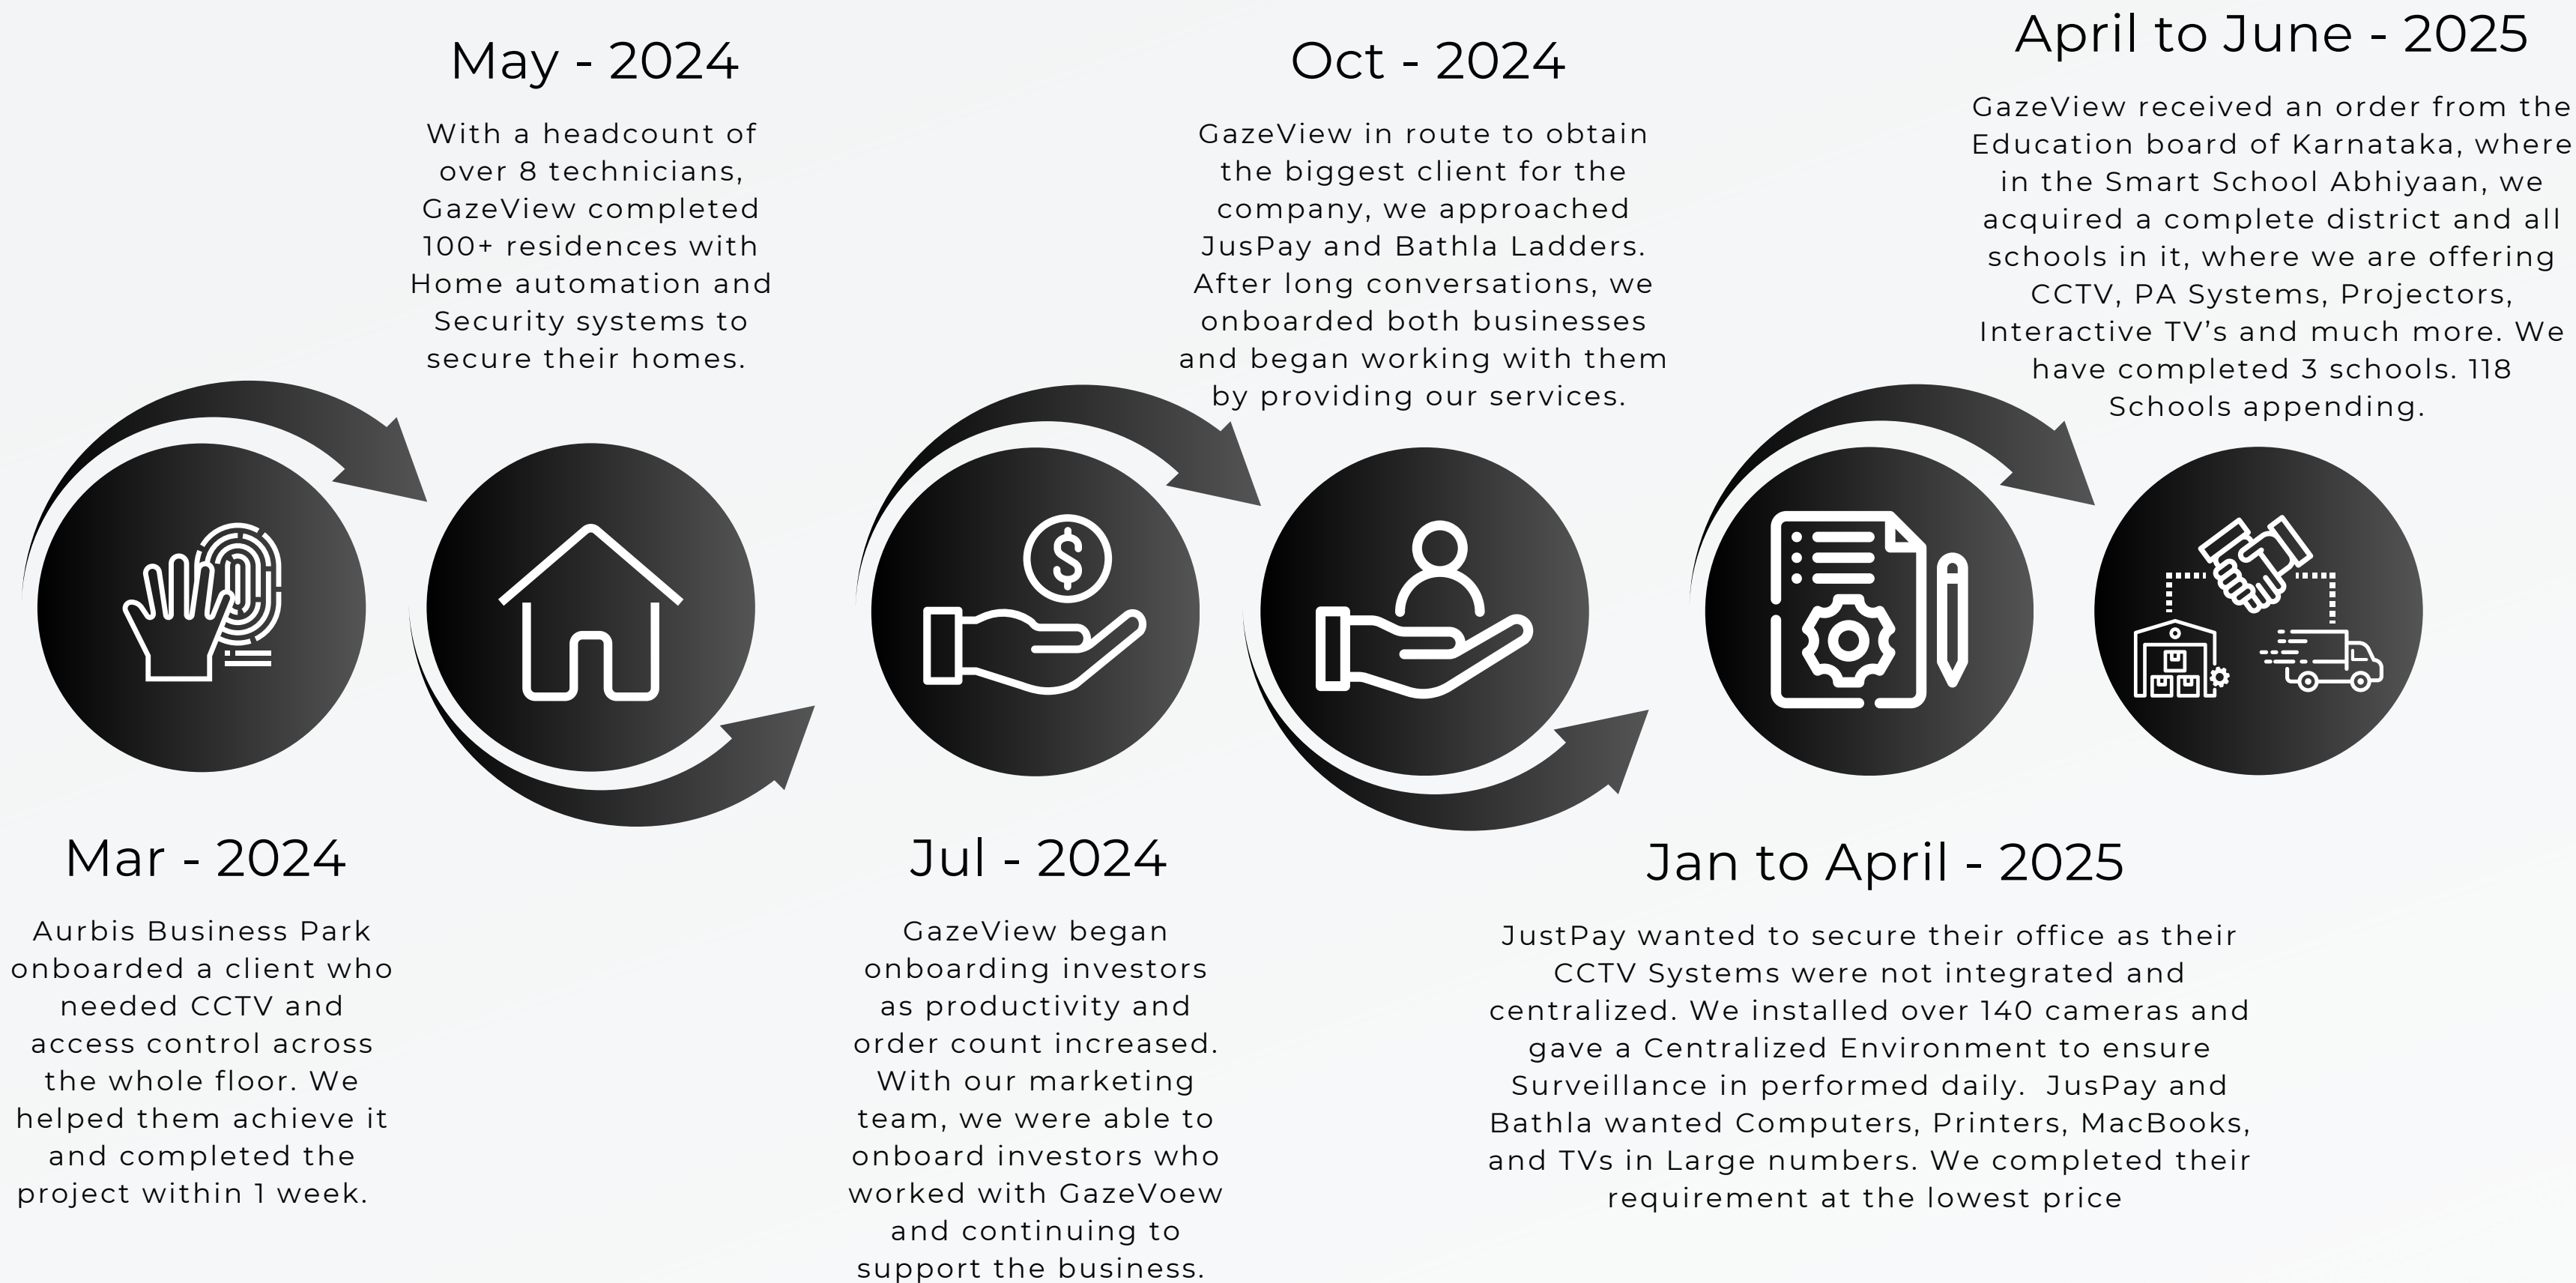 Mar - 2024
Aurbis Business Park
onboarded a client who
needed CCTV and
access control across
the whole floor. We
helped them achieve it
and completed the
project within 1 week.
May - 2024
With a headcount of
over 8 technicians,
GazeView completed
100+ residences with
Home automation and
Security systems to
secure their homes.
Jul - 2024
GazeView began
onboarding investors
as productivity and
order count increased.
With our marketing
team, we were able to
onboard investors who
worked with GazeVoew
and continuing to
support the business.
Oct - 2024
GazeView in route to obtain
the biggest client for the
company, we approached
JusPay and Bathla Ladders.
After long conversations, we
onboarded both businesses
and began working with them
by providing our services.
Jan to April - 2025
JustPay wanted to secure their office as their
CCTV Systems were not integrated and
centralized. We installed over 140 cameras and
gave a Centralized Environment to ensure
Surveillance in performed daily.  JusPay and
Bathla wanted Computers, Printers, MacBooks,
and TVs in Large numbers. We completed their
requirement at the lowest price
April to June - 2025
GazeView received an order from the
Education board of Karnataka, where
in the Smart School Abhiyaan, we
acquired a complete district and all
schools in it, where we are offering
CCTV, PA Systems, Projectors,
Interactive TV’s and much more. We
have completed 3 schools. 118
Schools appending.